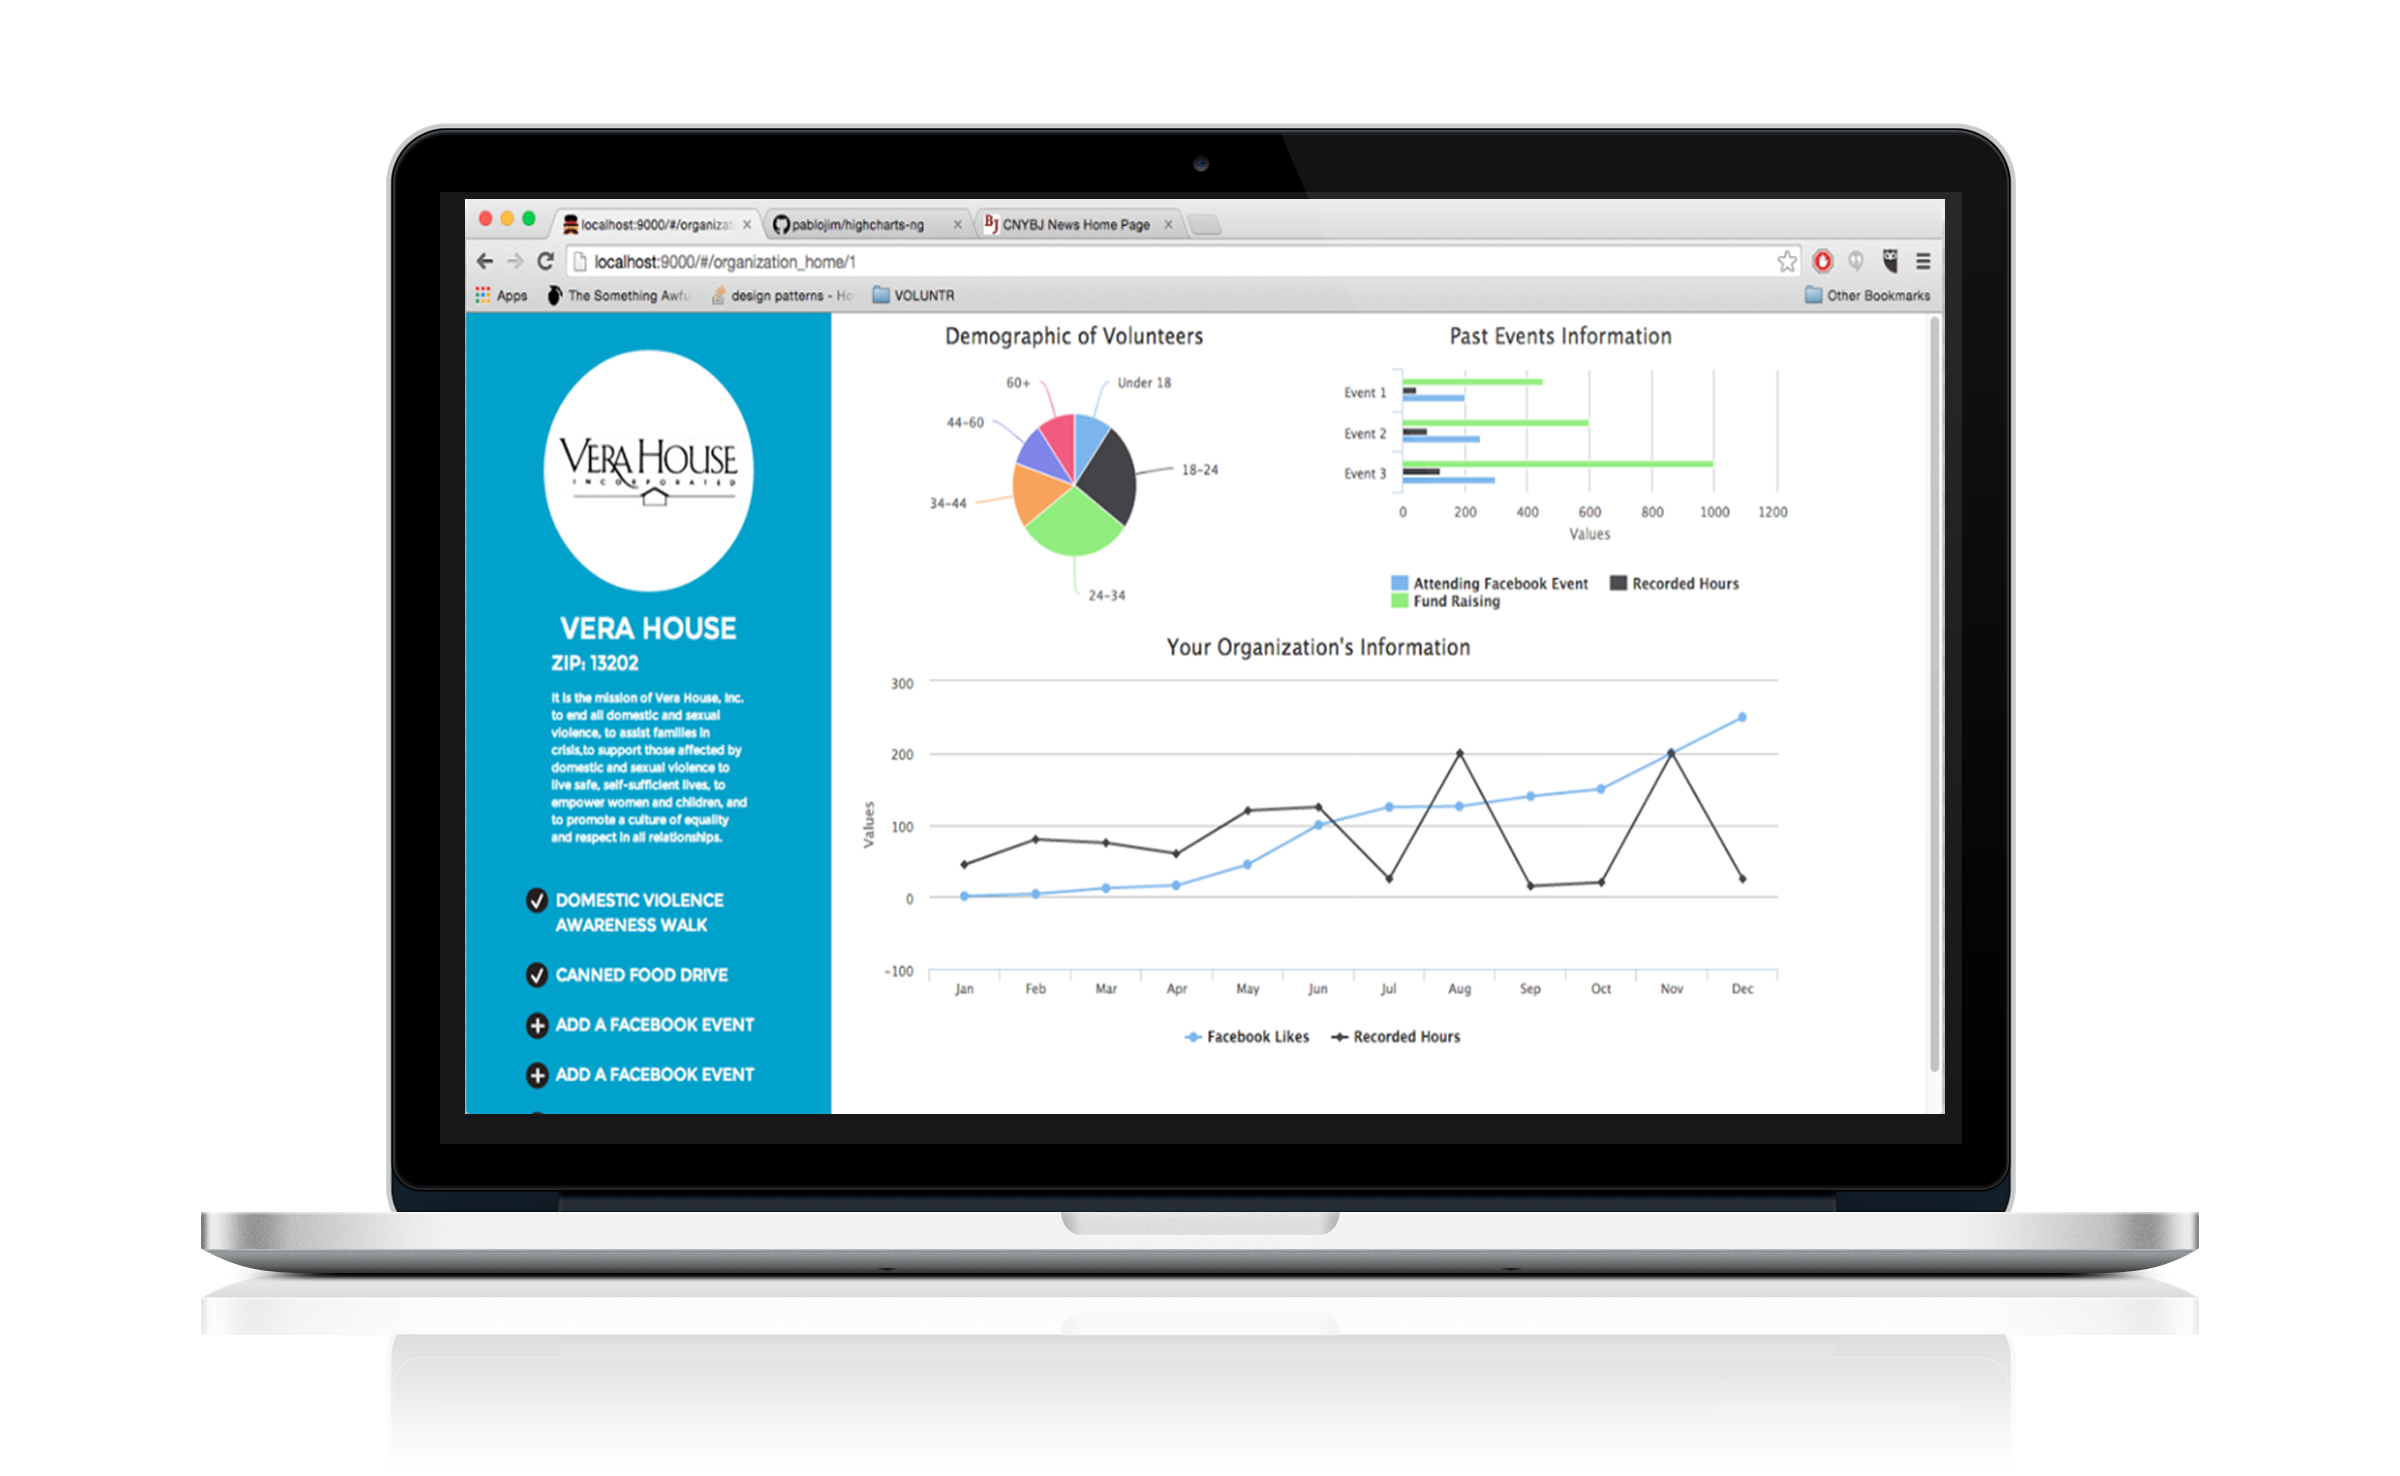 localhost:9000/#/organizat
pablojim/highcharts-ng
BJ CNYBJ News Home Page
localhost:9000/#/organization_home/1
Apps
The Something Awfu
design patterns - Ho
VOLUNTR
Other Bookmarks
VERA HOUSE
INCORPORATED
VERA HOUSE
ZIP: 13202
It is the mission of Vera House, Inc.
to end all domestic and sexual
violence, to assist families in
crisis,to support those affected by
domestic and sexual violence to
live safe, self-sufficient lives, to
empower women and children, and
to promote a culture of equality
and respect in all relationships.
DOMESTIC VIOLENCE
AWARENESS WALK
CANNED FOOD DRIVE
ADD A FACEBOOK EVENT
ADD A FACEBOOK EVENT
Demographic of Volunteers
60+
Under 18
44-60
18-24
34-44
24-34
Past Events Information
Event 1
Event 2
Event 3
0 200 400 600 800 1000 1200
Values
Attending Facebook Event
Recorded Hours
Fund Raising
Your Organization's Information
300
200
100
0
-100
Values
Jan Feb Mar Apr May Jun Jul Aug Sep Oct Nov Dec
Facebook Likes
Recorded Hours